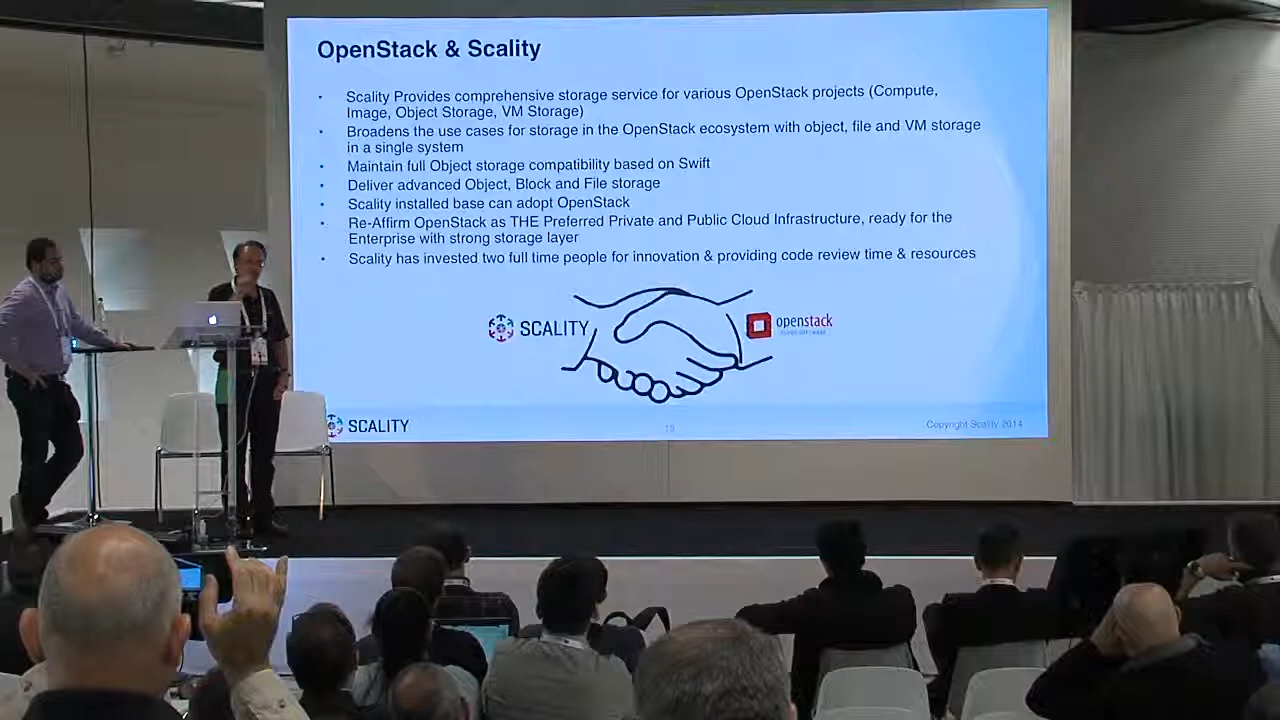 OpenStack & Scality
Scality Provides comprehensive storage service for various OpenStack projects (Compute,
Image, Object Storage, VM Storage)
Broadens the use cases for storage in the OpenStack ecosystem with object, file and VM storage
in a single system
Maintain full Object storage compatibility based on Swift
Deliver advanced Object, Block and File storage
Scality installed base can adopt OpenStack
Re-Affirm OpenStack as THE Preferred Private and Public Cloud Infrastructure, ready for the
Enterprise with strong storage layer
Scality has invested two full time people for innovation & providing code review time & resources
SCALITY
openstack
SCALITY
15
Copyright Scality 2014